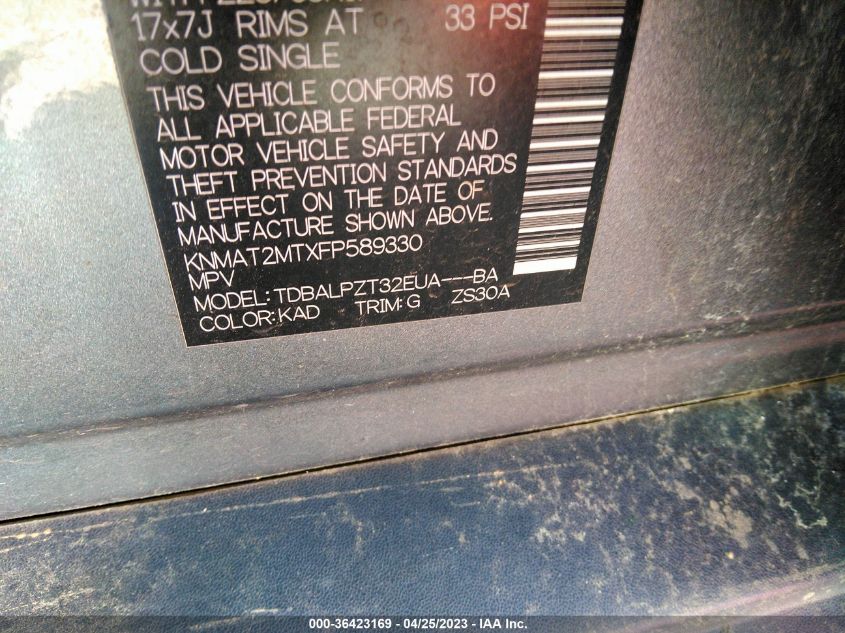 17x7J RIMS AT 33 PSI
COLD SINGLE
THIS VEHICLE CONFORMS TO
ALL APPLICABLE FEDERAL
MOTOR VEHICLE SAFETY AND
THEFT PREVENTION STANDARDS
IN EFFECT ON THE DATE OF
MANUFACTURE SHOWN ABOVE.
KNMAT2MTXFP589330
MPV
MODEL:TDBALPZT32EUA---BA
COLOR:KAD TRIM:G ZS30A
000-36423169 - 04/25/2023 - IAA Inc.